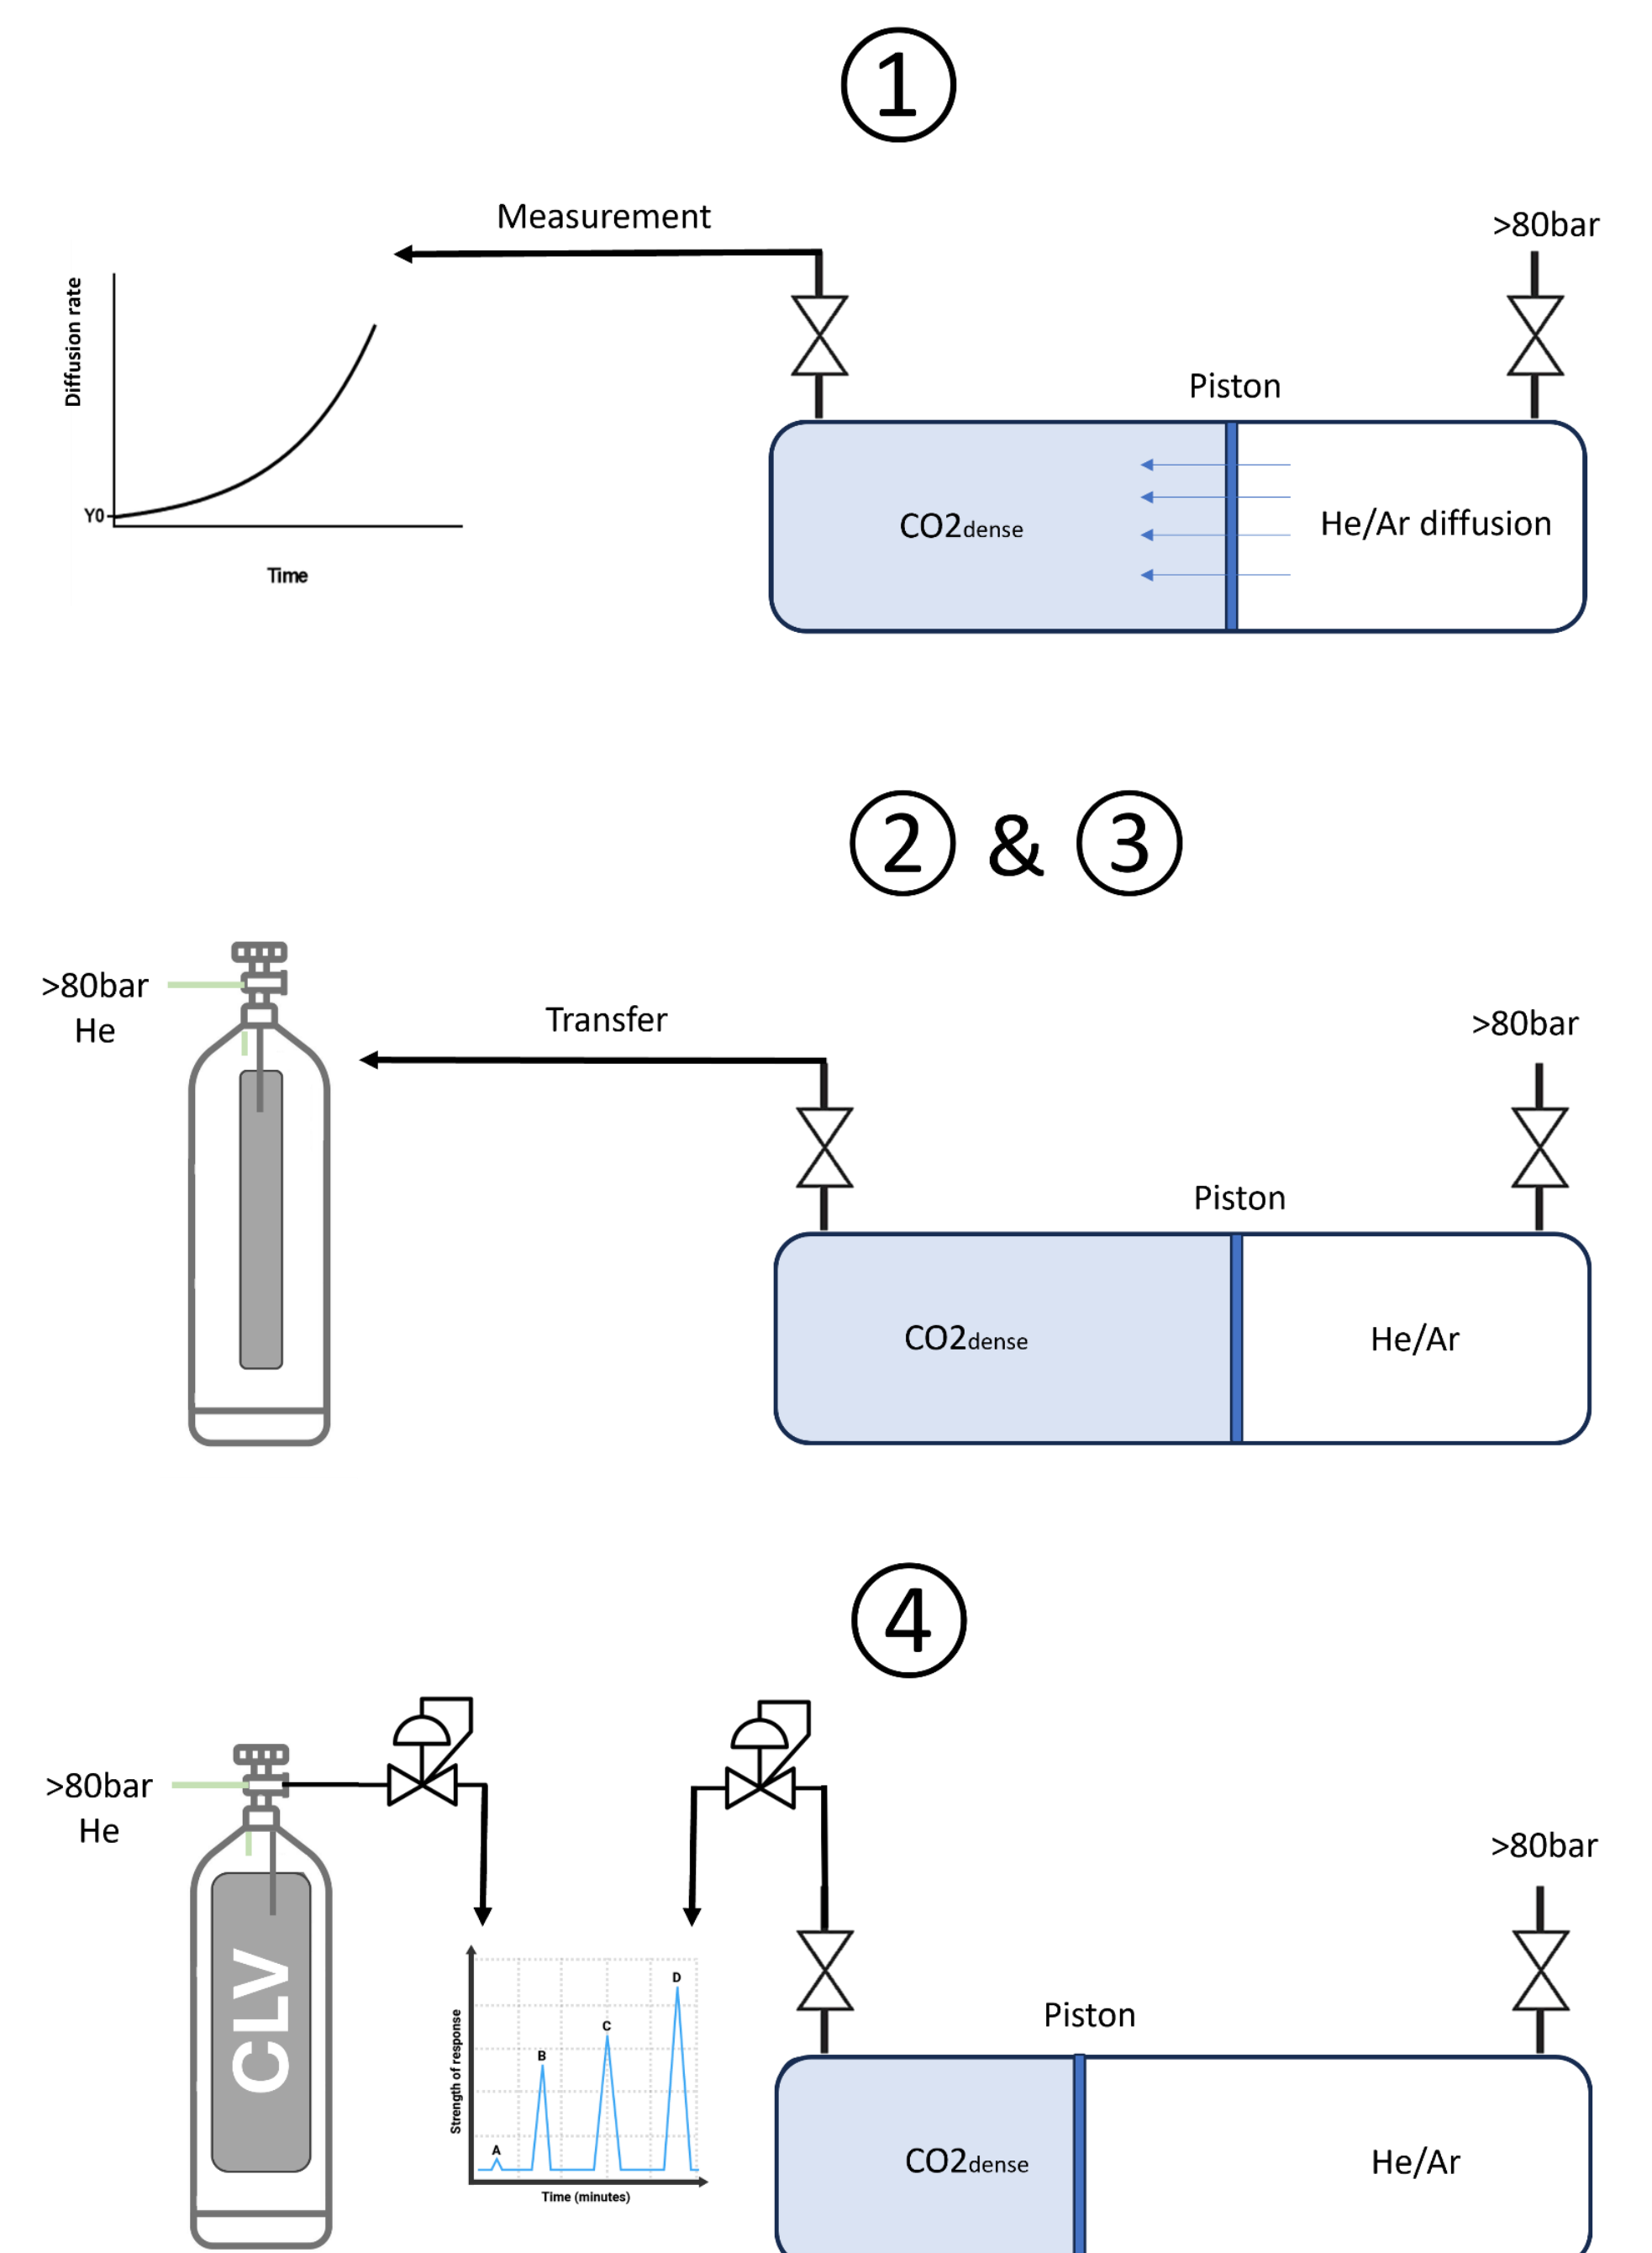 1
Measurement
>80bar
Diffusion rate
Y0
Time
Piston
CO2dense
He/Ar diffusion
2 & 3
>80bar
He
Transfer
>80bar
Piston
CO2dense
He/Ar
4
>80bar
He
CLV
Strength of response
A
B
C
D
Time (minutes)
>80bar
Piston
CO2dense
He/Ar